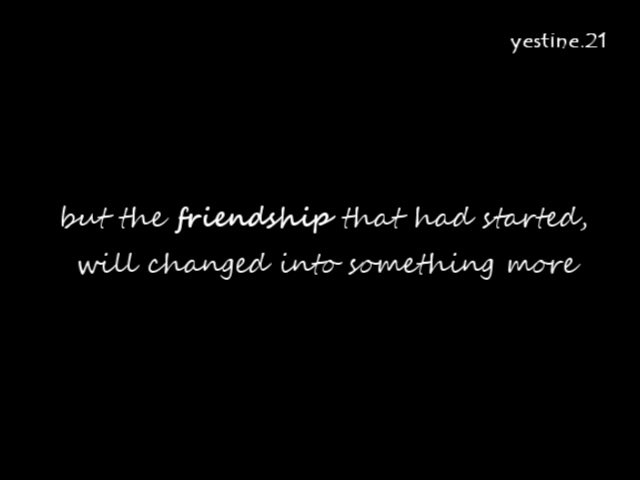 yestine.21
but the friendship that had started,
will changed into something more